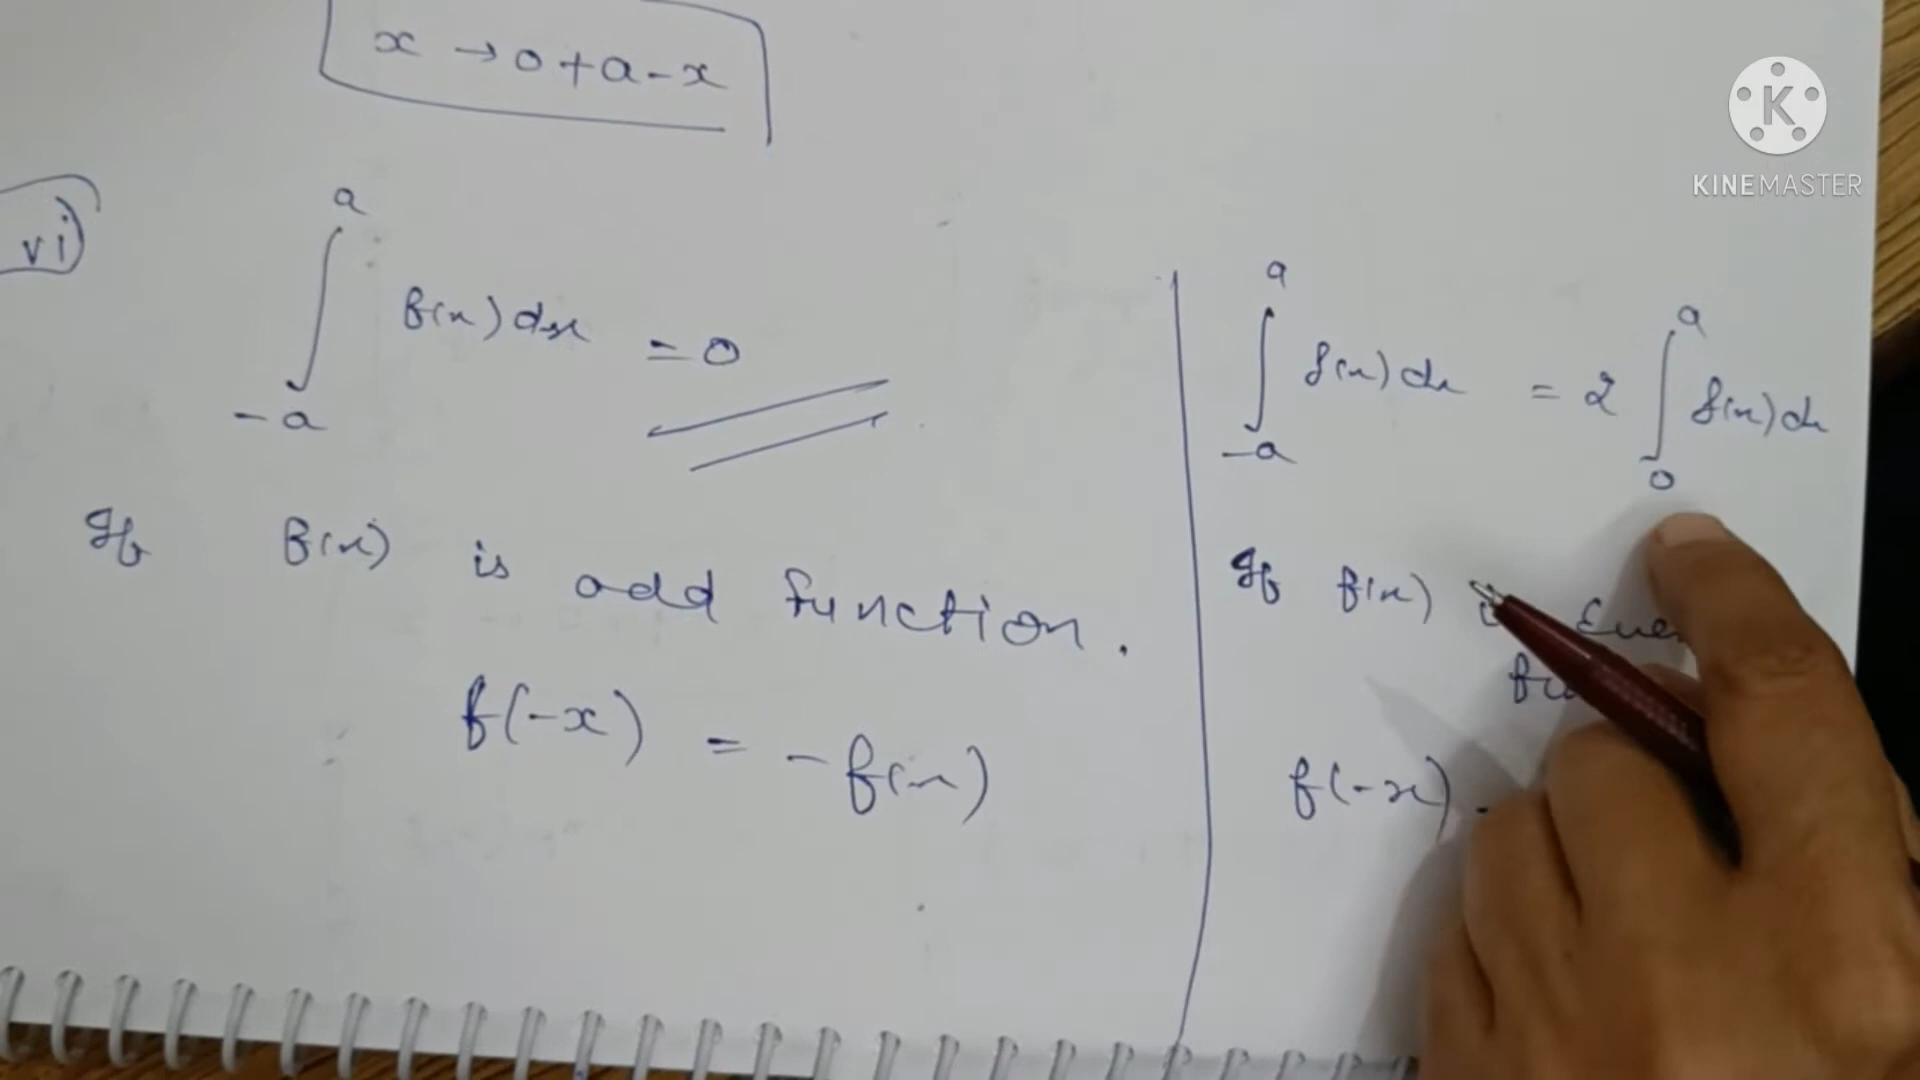 x → 0 + a - x
KINEMASTER
vi)
∫_{-a}^{a} f(x) dx = 0
If f(x) is odd function.
f(-x) = -f(x)
∫_{-a}^{a} f(x) dx = 2 ∫_{0}^{a} f(x) dx
If f(x)
f(-x)